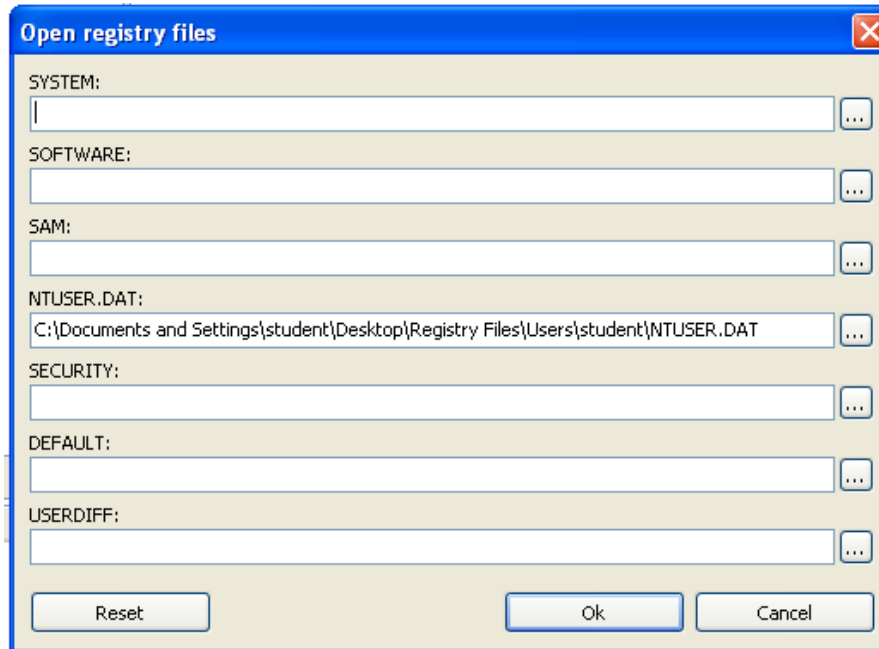 Open registry files
SYSTEM:
...
SOFTWARE:
...
SAM:
...
NTUSER.DAT:
C:\Documents and Settings\student\Desktop\Registry Files\Users\student\NTUSER.DAT
...
SECURITY:
...
DEFAULT:
...
USERDIFF:
...
Reset Ok Cancel